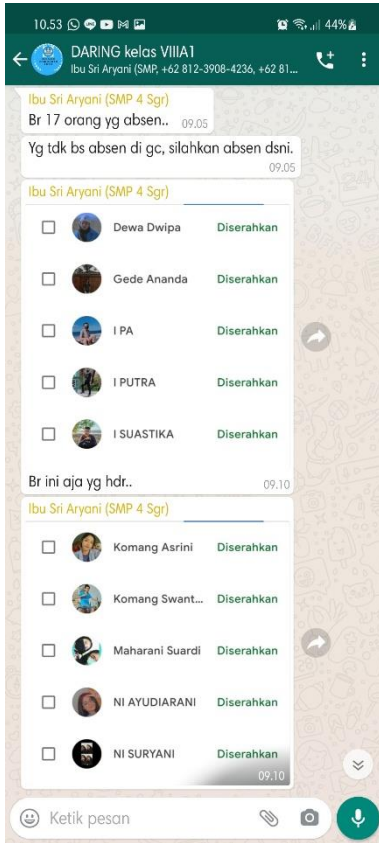 10.53
44%
DARING kelas VIIIA1
Ibu Sri Aryani (SMP, +62 812-3908-4236, +62 81...
Ibu Sri Aryani (SMP 4 Sgr)
Br 17 orang yg absen.. 09.05
Yg tdk bs absen di gc, silahkan absen dsni.
09.05
Ibu Sri Aryani (SMP 4 Sgr)
Dewa Dwipa Diserahkan
Gede Ananda Diserahkan
I PA Diserahkan
I PUTRA Diserahkan
I SUASTIKA Diserahkan
Br ini aja yg hdr.. 09.10
Ibu Sri Aryani (SMP 4 Sgr)
Komang Asrini Diserahkan
Komang Swant... Diserahkan
Maharani Suardi Diserahkan
NI AYUDIARANI Diserahkan
NI SURYANI Diserahkan
09.10
Ketik pesan